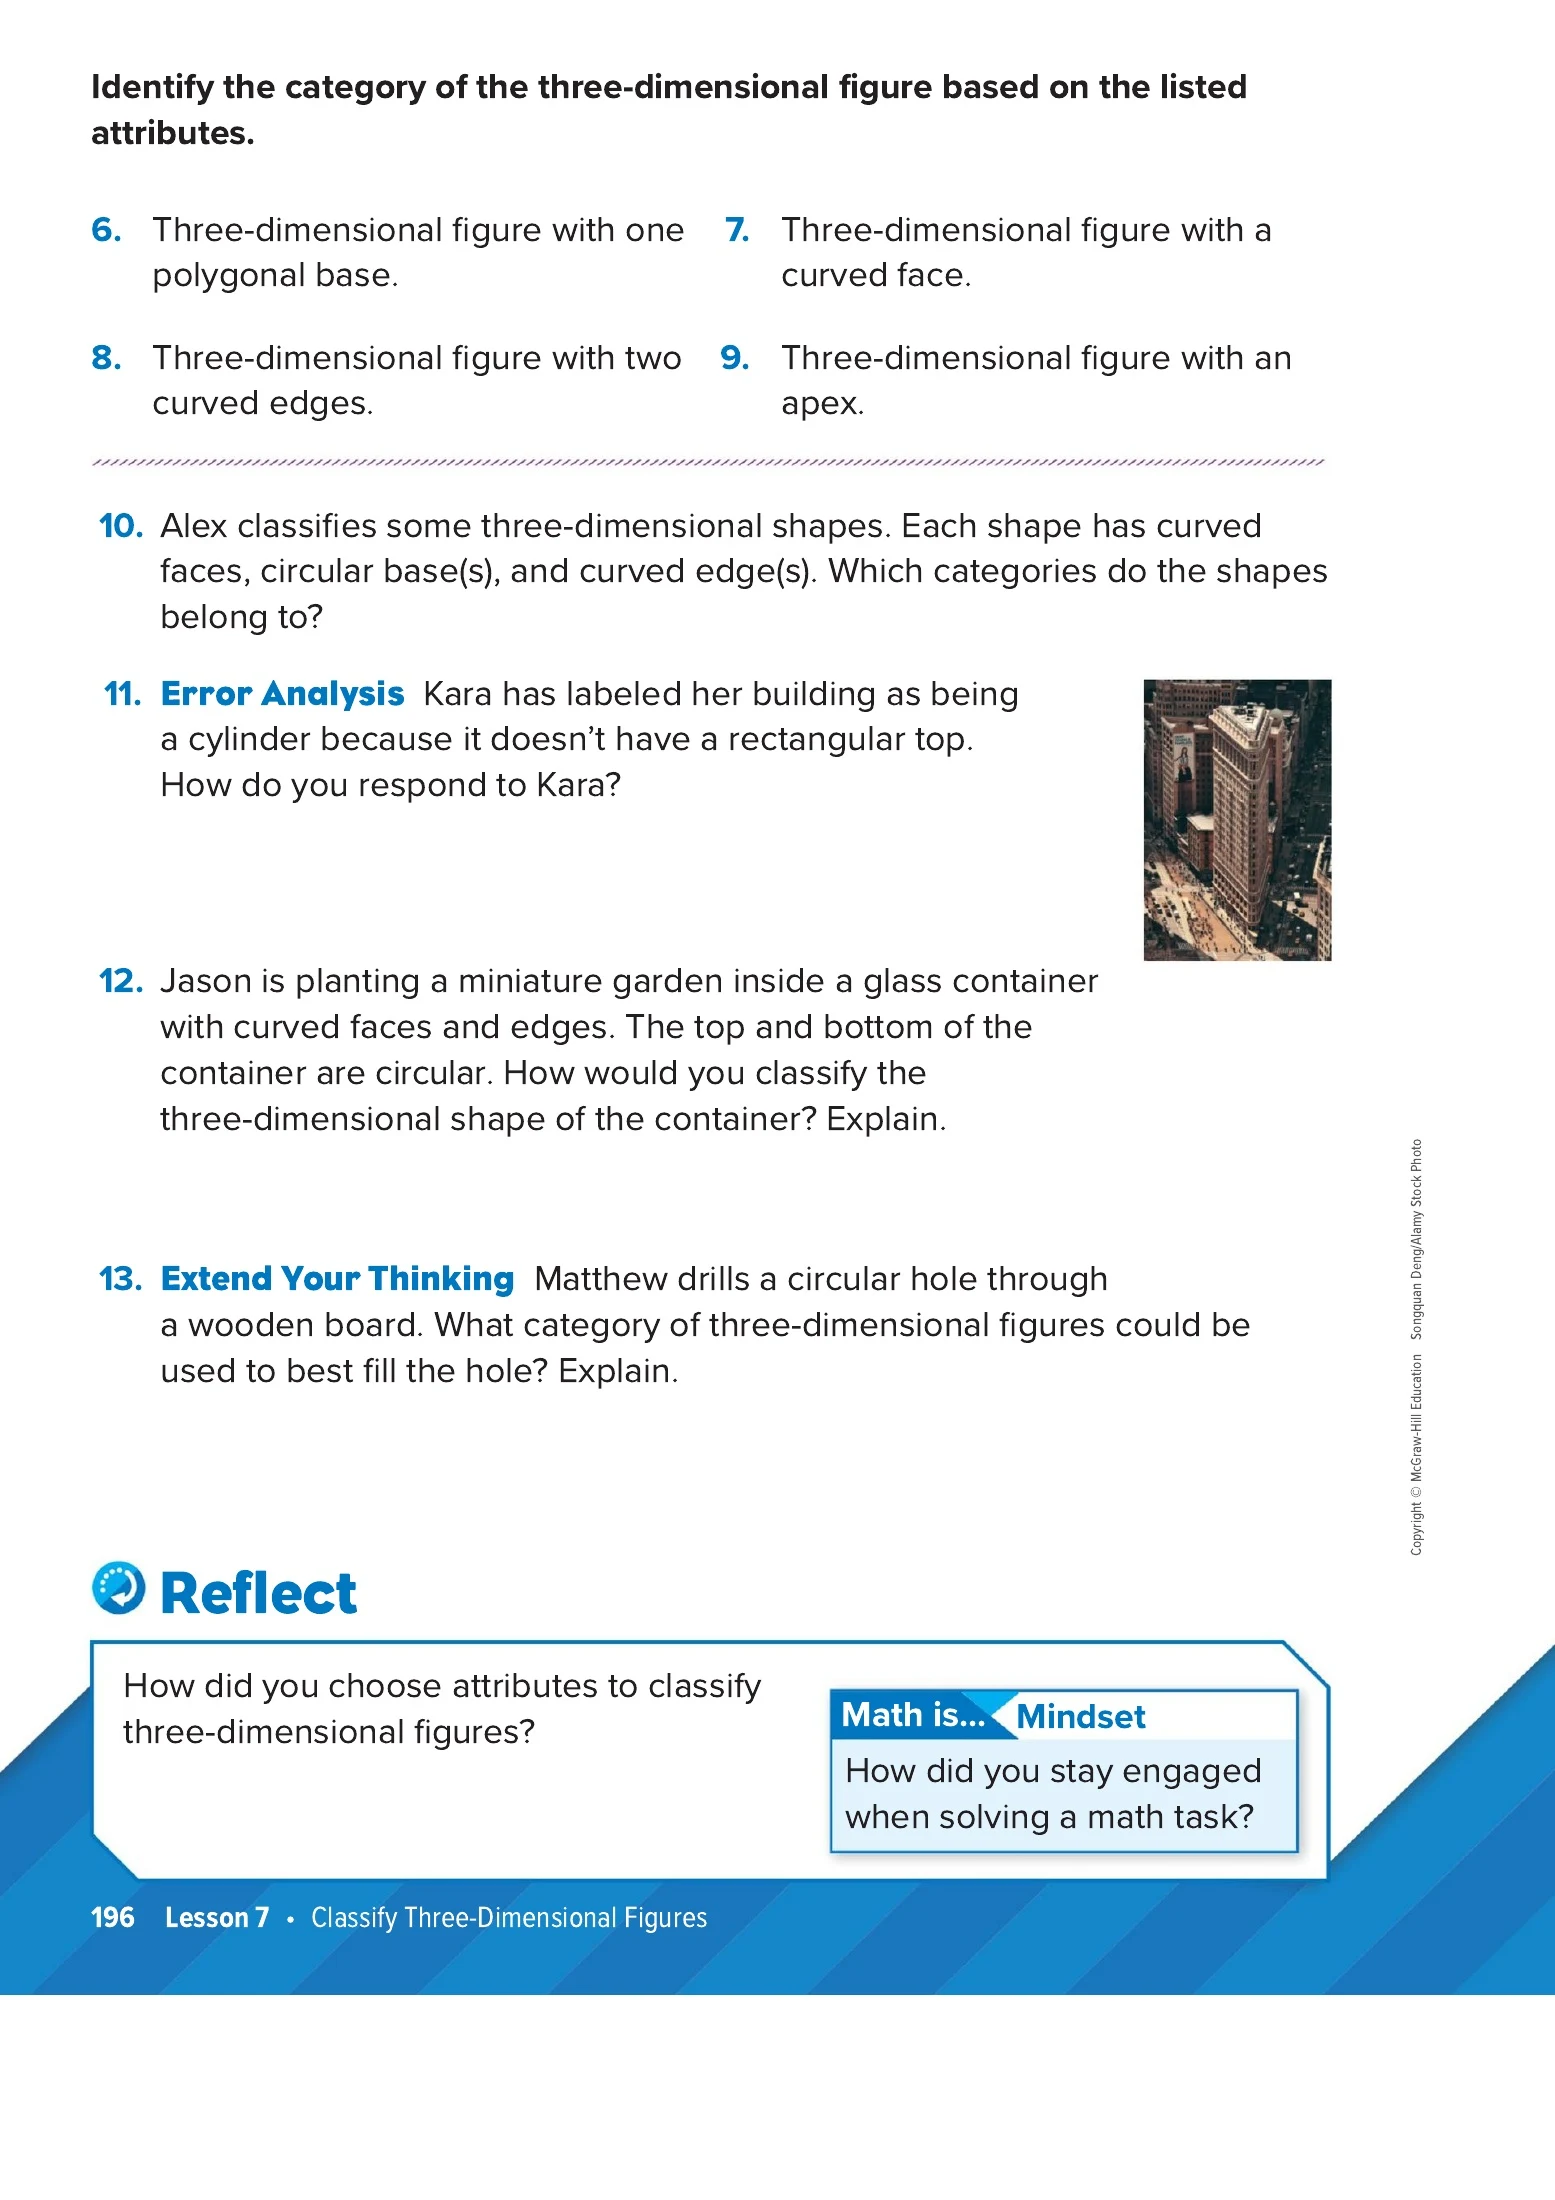 Identify the category of the three-dimensional figure based on the listed
attributes.
6. Three-dimensional figure with one
polygonal base.
7. Three-dimensional figure with a
curved face.
8. Three-dimensional figure with two
curved edges.
9. Three-dimensional figure with an
apex.
10. Alex classifies some three-dimensional shapes. Each shape has curved
faces, circular base(s), and curved edge(s). Which categories do the shapes
belong to?
11. Error Analysis Kara has labeled her building as being
a cylinder because it doesn’t have a rectangular top.
How do you respond to Kara?
12. Jason is planting a miniature garden inside a glass container
with curved faces and edges. The top and bottom of the
container are circular. How would you classify the
three-dimensional shape of the container? Explain.
13. Extend Your Thinking Matthew drills a circular hole through
a wooden board. What category of three-dimensional figures could be
used to best fill the hole? Explain.
Copyright © McGraw-Hill Education Songquan Deng/Alamy Stock Photo
Reflect
How did you choose attributes to classify
three-dimensional figures?
Math is... Mindset
How did you stay engaged
when solving a math task?
196 Lesson 7 • Classify Three-Dimensional Figures